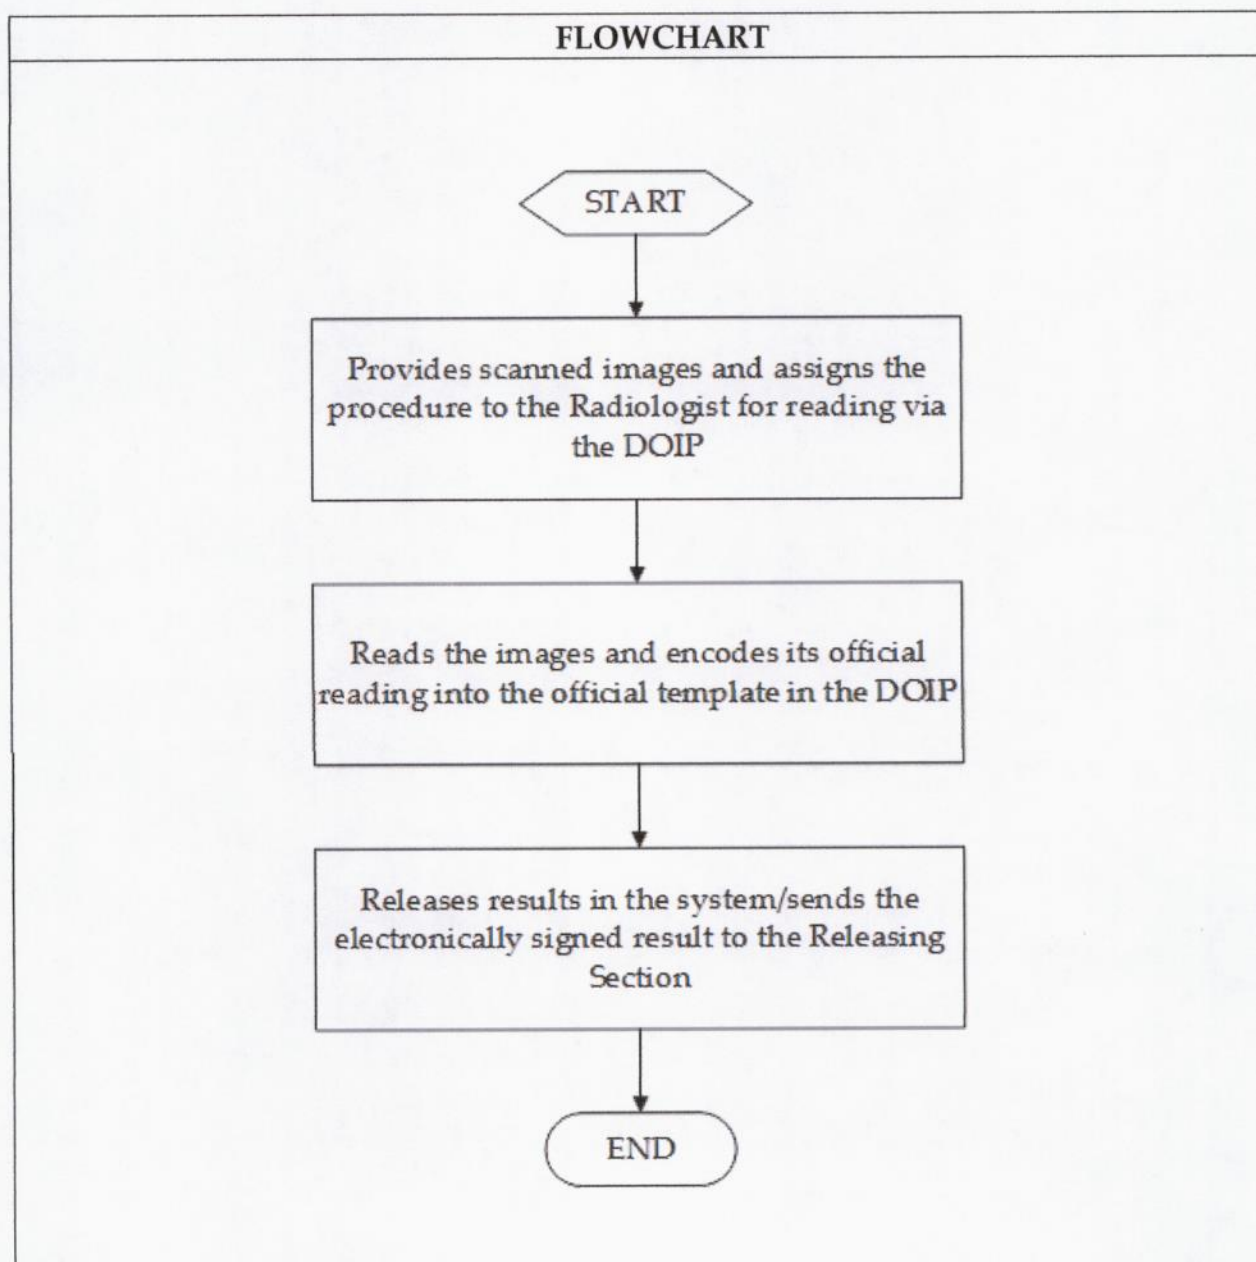 FLOWCHART
START
Provides scanned images and assigns the
procedure to the Radiologist for reading via
the DOIP
Reads the images and encodes its official
reading into the official template in the DOIP
Releases results in the system/sends the
electronically signed result to the Releasing
Section
END